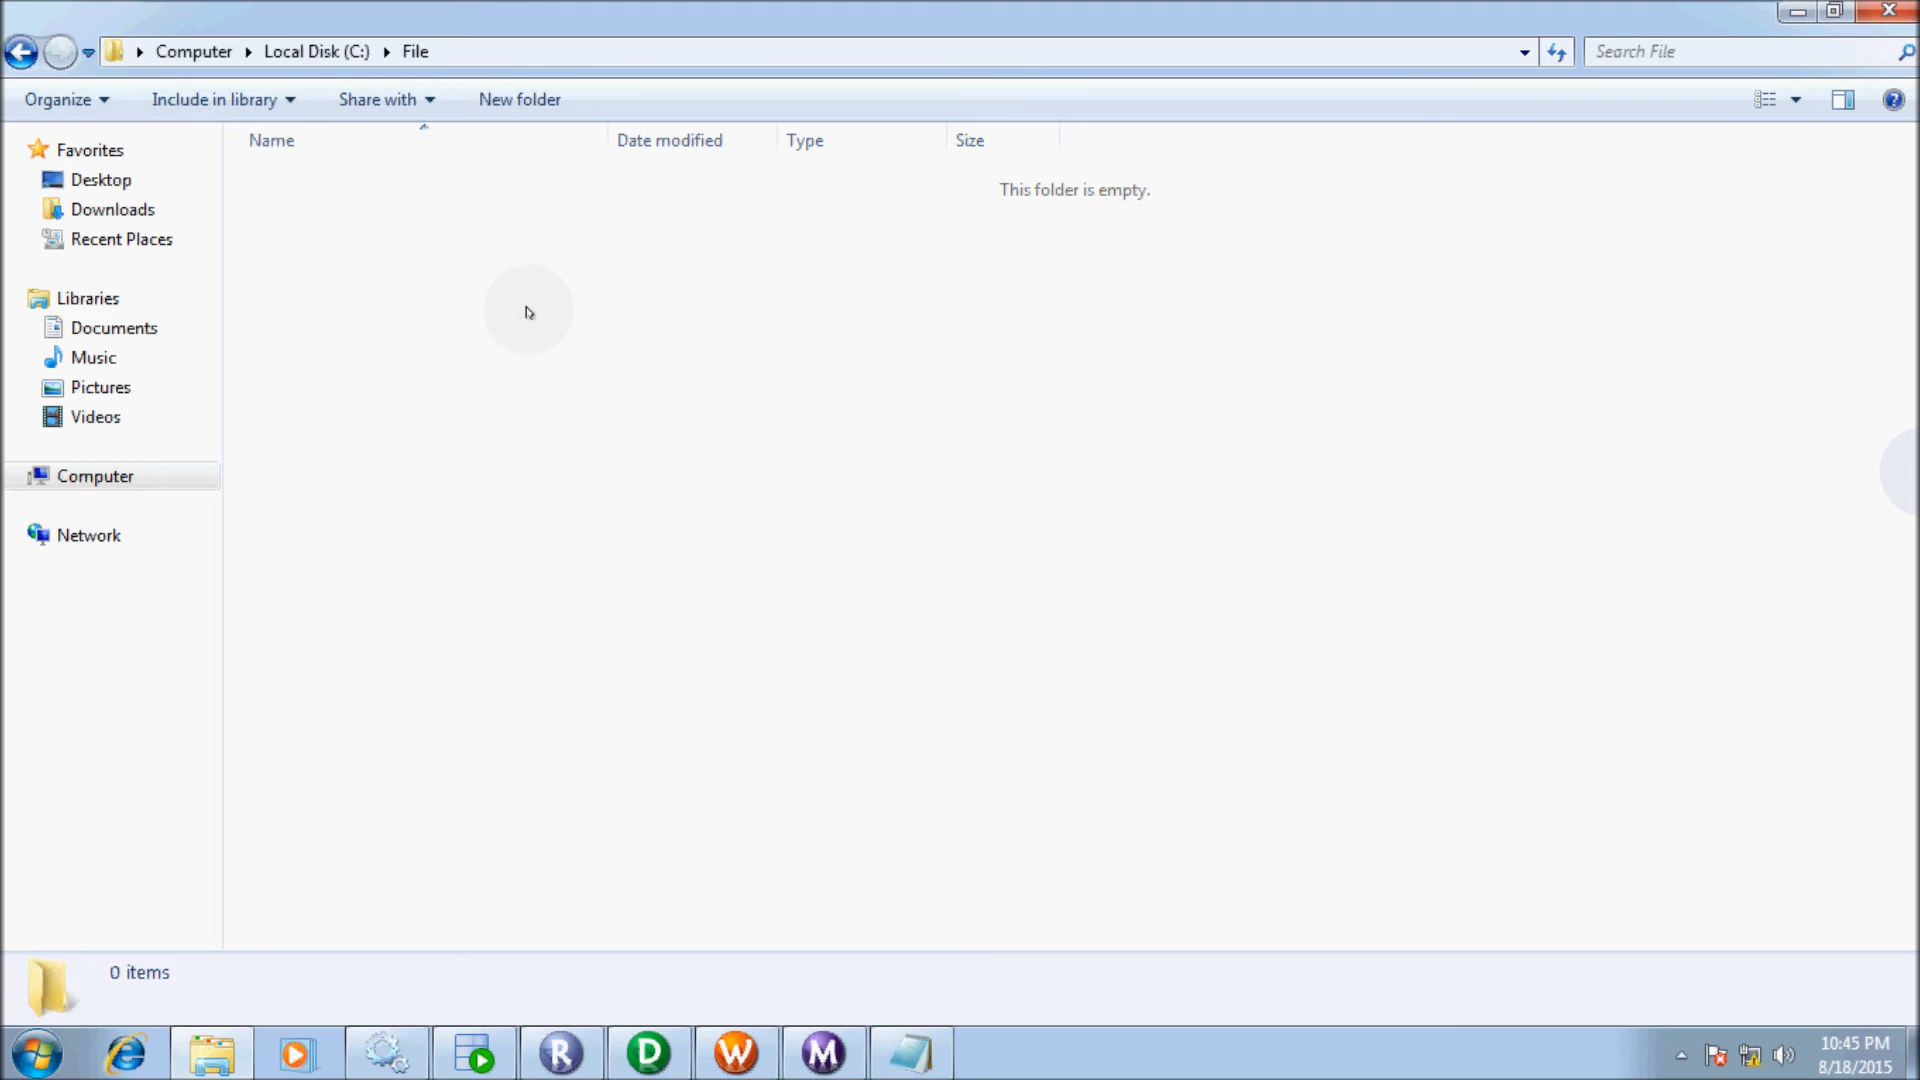 Computer Local Disk (C:) File
Search File
Organize Include in library Share with New folder
Name Date modified Type Size
This folder is empty.
Favorites
Desktop
Downloads
Recent Places
Libraries
Documents
Music
Pictures
Videos
Computer
Network
0 items
R D W M
10:45 PM
8/18/2015